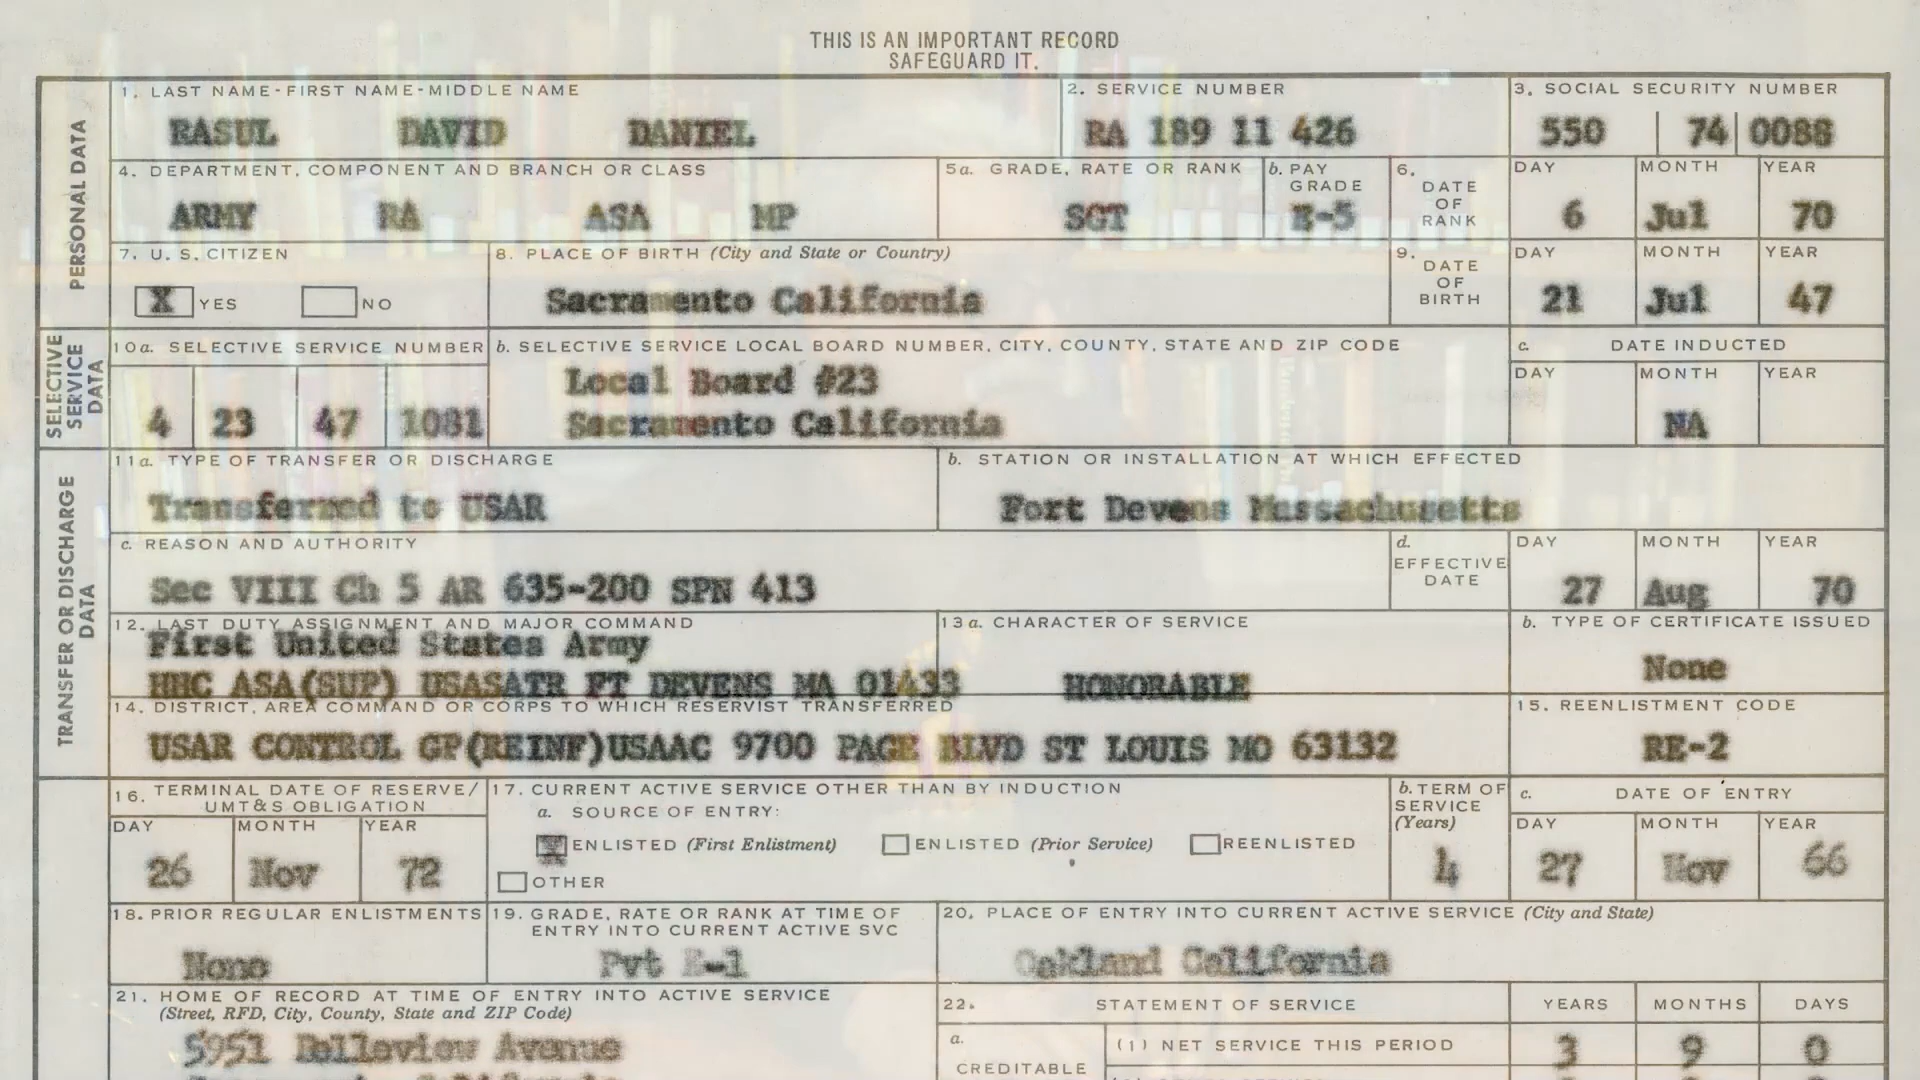 THIS IS AN IMPORTANT RECORD
SAFEGUARD IT.
PERSONAL DATA
1. LAST NAME-FIRST NAME-MIDDLE NAME
RASUL DAVID DANIEL
2. SERVICE NUMBER
RA 189 11 426
3. SOCIAL SECURITY NUMBER
550 74 0088
4. DEPARTMENT, COMPONENT AND BRANCH OR CLASS
ARMY RA ASA MP
5a. GRADE, RATE OR RANK
SGT
b. PAY GRADE
E-5
6. DATE OF RANK
DAY MONTH YEAR
6 Jul 70
7. U. S. CITIZEN
X YES NO
8. PLACE OF BIRTH (City and State or Country)
Sacramento California
9. DATE OF BIRTH
DAY MONTH YEAR
21 Jul 47
SELECTIVE SERVICE DATA
10a. SELECTIVE SERVICE NUMBER
4 23 47 1081
b. SELECTIVE SERVICE LOCAL BOARD NUMBER, CITY, COUNTY, STATE AND ZIP CODE
Local Board #23
Sacramento California
c. DATE INDUCTED
DAY MONTH YEAR
NA
TRANSFER OR DISCHARGE DATA
11a. TYPE OF TRANSFER OR DISCHARGE
Transferred to USAR
b. STATION OR INSTALLATION AT WHICH EFFECTED
Fort Devens Massachusetts
c. REASON AND AUTHORITY
Sec VIII Ch 5 AR 635-200 SPN 413
d. EFFECTIVE DATE
DAY MONTH YEAR
27 Aug 70
12. LAST DUTY ASSIGNMENT AND MAJOR COMMAND
First United States Army
HHC ASA(SUP) USASATR FT DEVENS MA 01433
13a. CHARACTER OF SERVICE
HONORABLE
b. TYPE OF CERTIFICATE ISSUED
None
14. DISTRICT, AREA COMMAND OR CORPS TO WHICH RESERVIST TRANSFERRED
USAR CONTROL GP(REINF)USAAC 9700 PAGE BLVD ST LOUIS MO 63132
15. REENLISTMENT CODE
RE-2
16. TERMINAL DATE OF RESERVE/
UMT&S OBLIGATION
DAY MONTH YEAR
26 Nov 72
17. CURRENT ACTIVE SERVICE OTHER THAN BY INDUCTION
a. SOURCE OF ENTRY:
X ENLISTED (First Enlistment) ENLISTED (Prior Service) REENLISTED
OTHER
b. TERM OF SERVICE (Years)
4
c. DATE OF ENTRY
DAY MONTH YEAR
27 Nov 66
18. PRIOR REGULAR ENLISTMENTS
None
19. GRADE, RATE OR RANK AT TIME OF
ENTRY INTO CURRENT ACTIVE SVC
Pvt E-1
20. PLACE OF ENTRY INTO CURRENT ACTIVE SERVICE (City and State)
Oakland California
21. HOME OF RECORD AT TIME OF ENTRY INTO ACTIVE SERVICE
(Street, RFD, City, County, State and ZIP Code)
5951 Belleview Avenue
22. STATEMENT OF SERVICE
YEARS MONTHS DAYS
a. CREDITABLE
(1) NET SERVICE THIS PERIOD
3 9 0